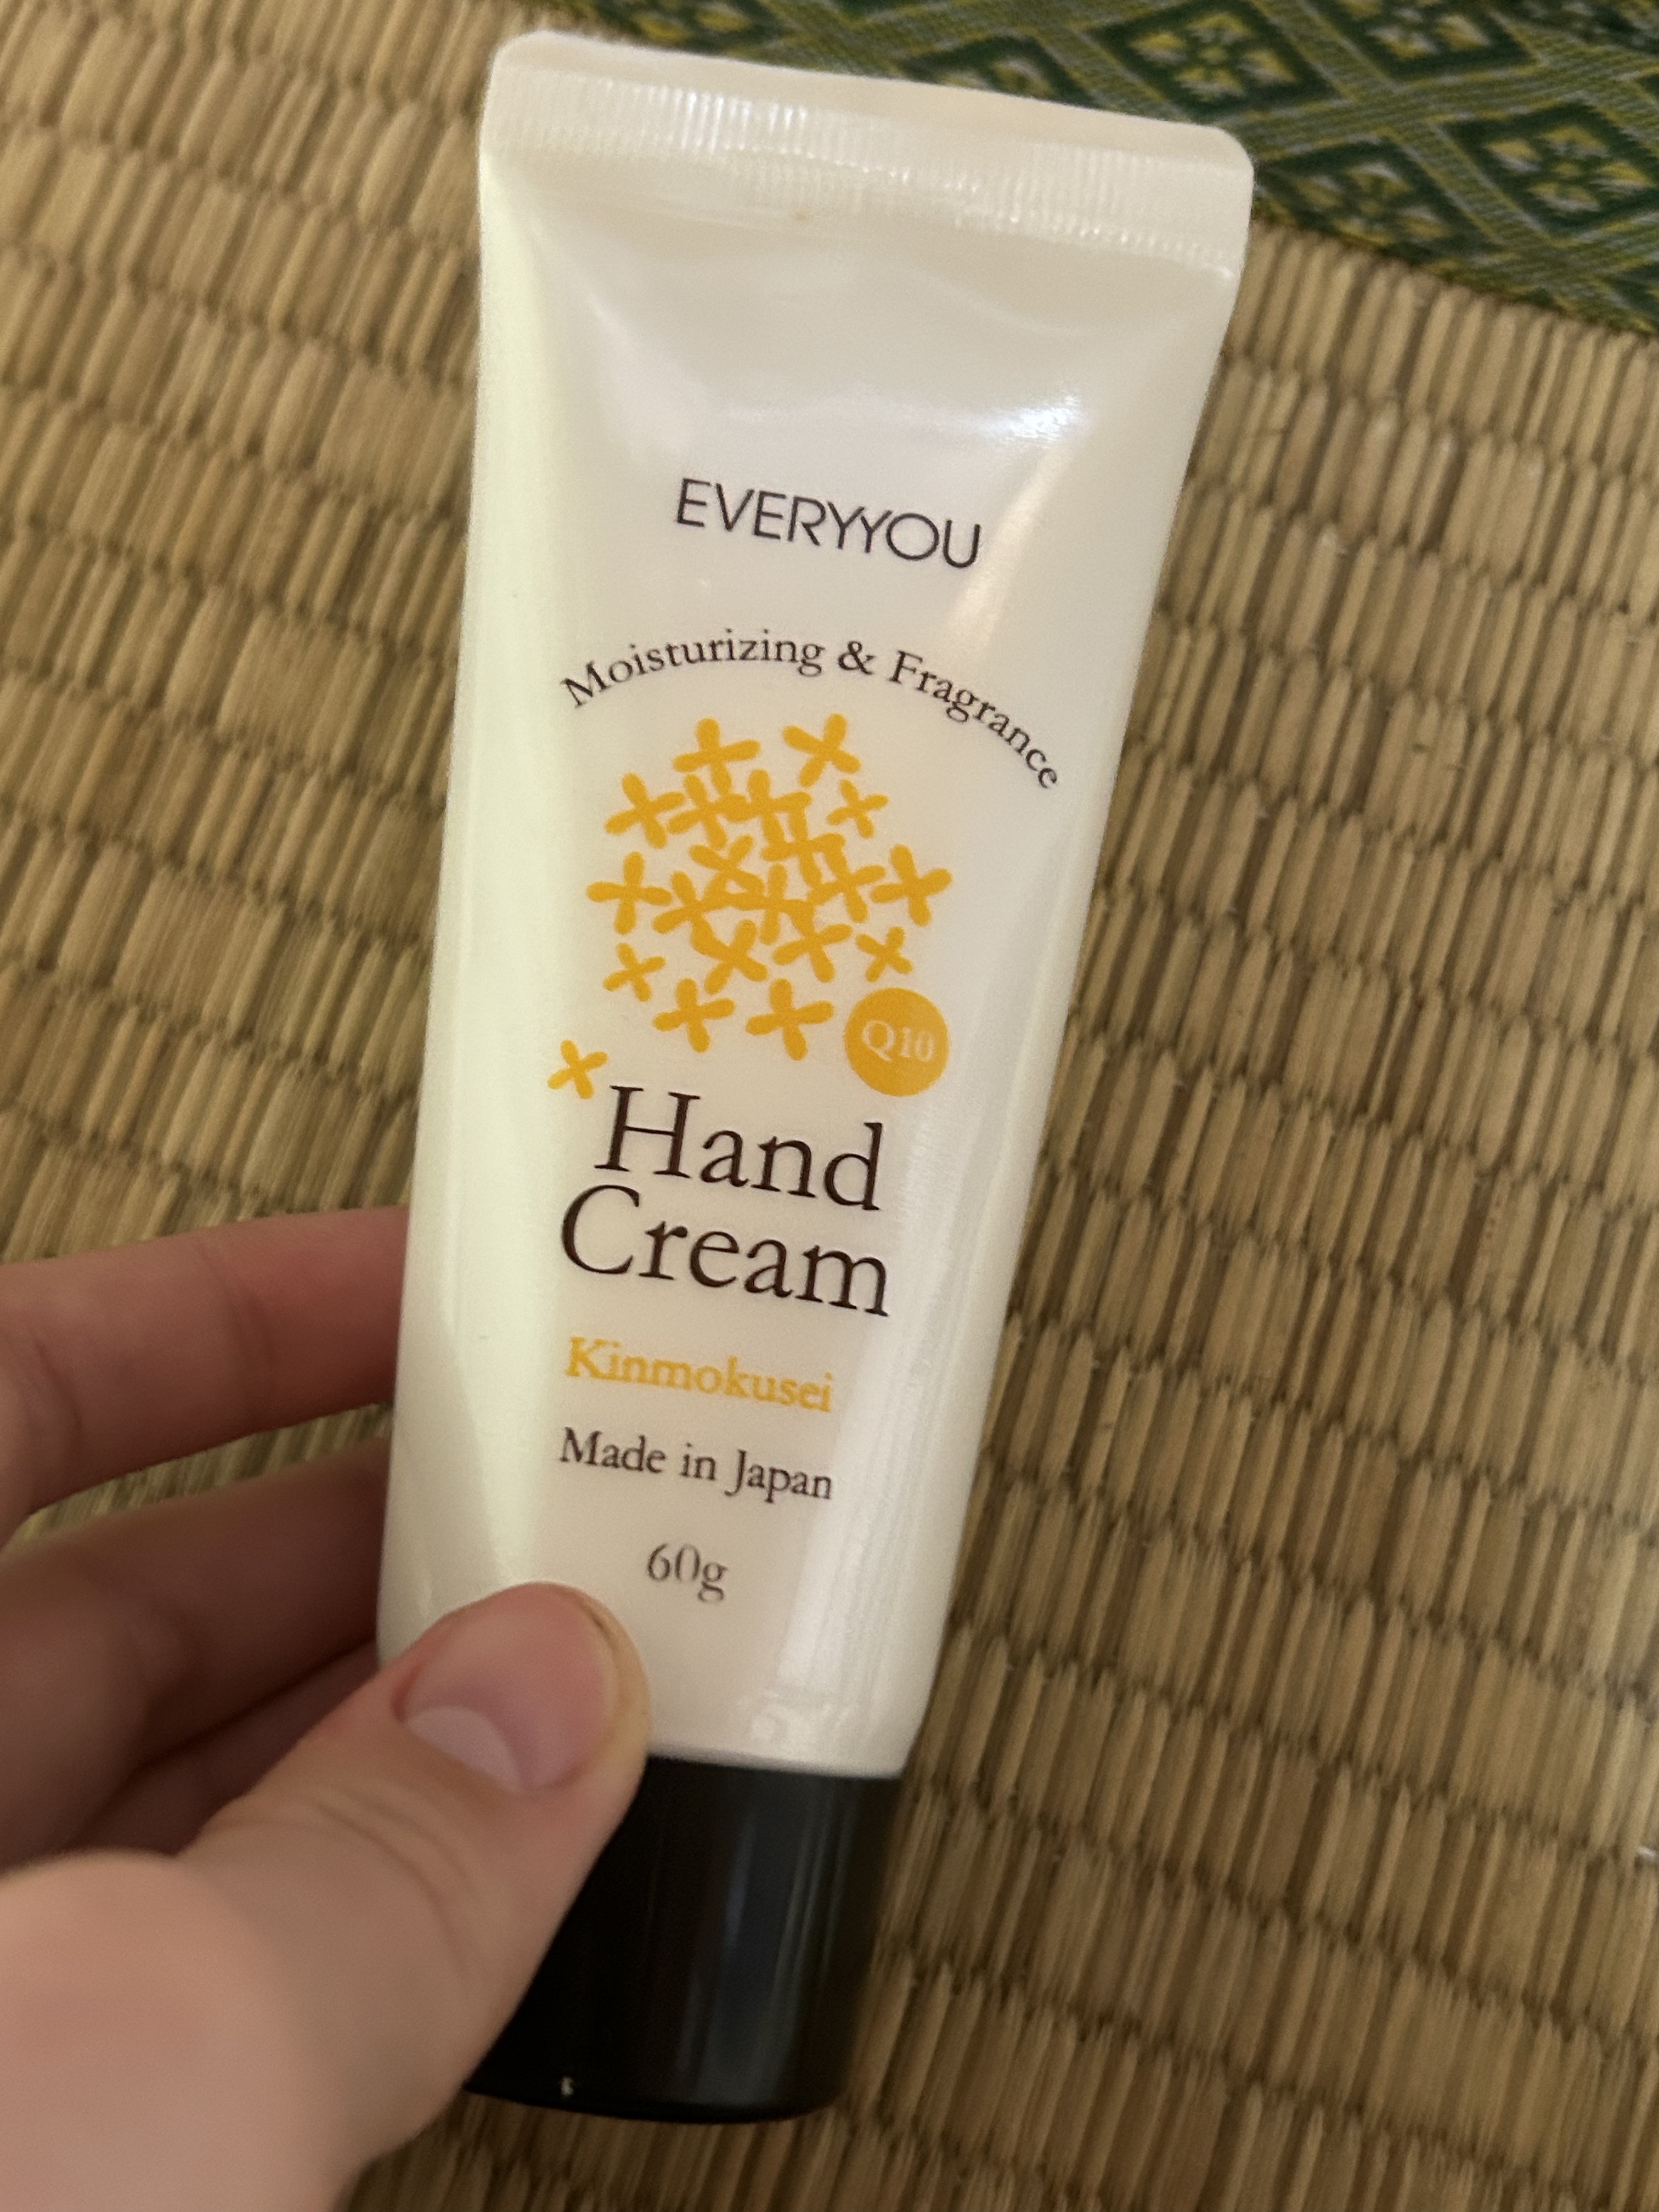 EVERYYOU
Moisturizing & Fragrance
Q10
Hand
Cream
Kinmokusei
Made in Japan
60g